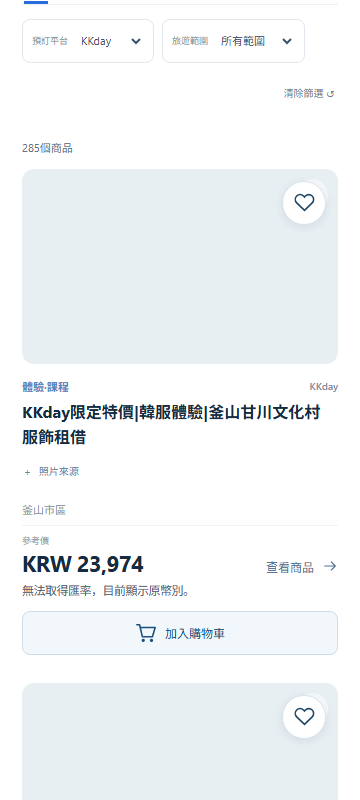 預訂平台 KKday 旅遊範圍 所有範圍
清除篩選 ↺
285個商品
體驗·課程 KKday
KKday限定特價|韓服體驗|釜山甘川文化村
服飾租借
+ 照片來源
釜山市區
參考價
KRW 23,974
查看商品 →
無法取得匯率，目前顯示原幣別。
加入購物車